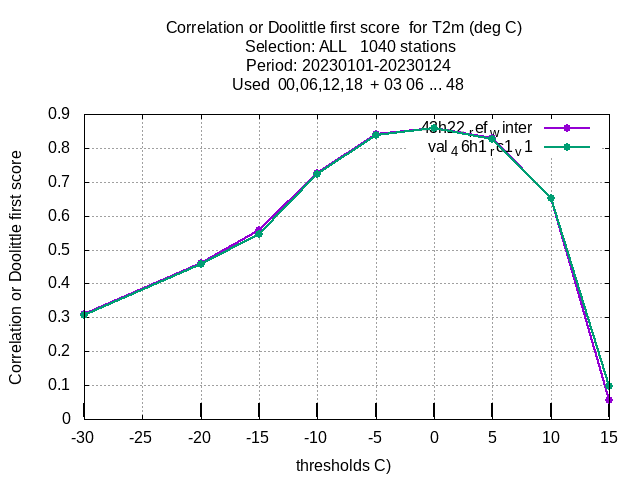 Correlation or Doolittle first score  for T2m (deg C)
Selection: ALL   1040 stations
Period: 20230101-20230124
Used  00,06,12,18  + 03 06 ... 48
Correlation or Doolittle first score
0.9
0.8
0.7
0.6
0.5
0.4
0.3
0.2
0.1
0
43h22ref winter
val46h1rc1v1
-30 -25 -20 -15 -10 -5 0 5 10 15
thresholds C)